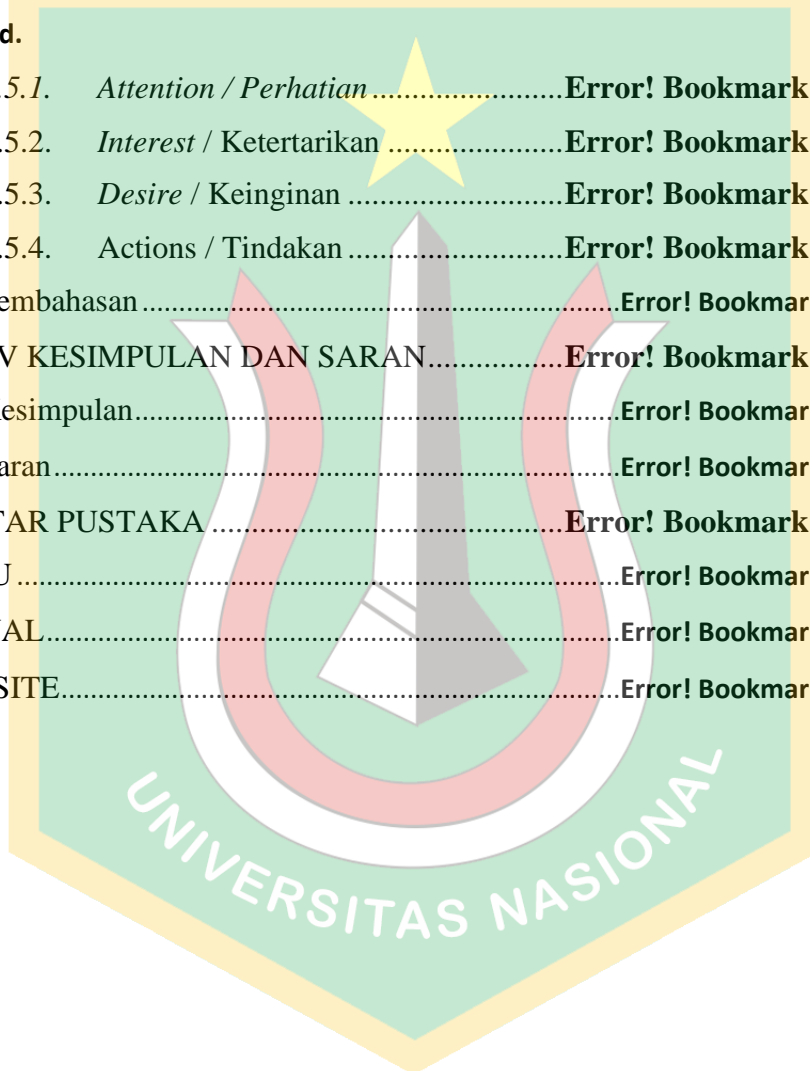 d.
.5.1. Attention / Perhatian ........................Error! Bookmark
.5.2. Interest / Ketertarikan ......................Error! Bookmark
.5.3. Desire / Keinginan ...........................Error! Bookmark
.5.4. Actions / Tindakan ...........................Error! Bookmark
embahasan ............................................................Error! Bookmar
V KESIMPULAN DAN SARAN.................Error! Bookmark
esimpulan.............................................................Error! Bookmar
aran.......................................................................Error! Bookmar
TAR PUSTAKA ............................................Error! Bookmark
U ............................................................................Error! Bookmar
NAL........................................................................Error! Bookmar
SITE......................................................................Error! Bookmar
UNIVERSITAS NASIONAL